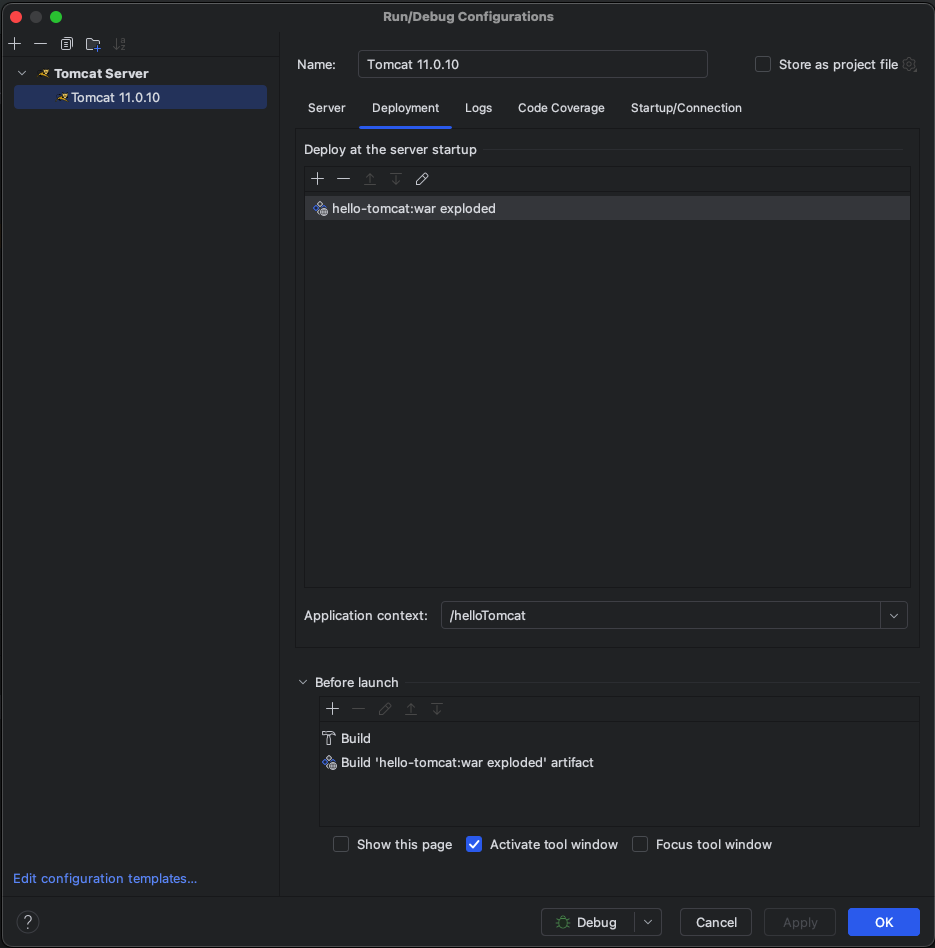 Run/Debug Configurations
Tomcat Server
Tomcat 11.0.10
Name: Tomcat 11.0.10 Store as project file
Server Deployment Logs Code Coverage Startup/Connection
Deploy at the server startup
hello-tomcat:war exploded
Application context: /helloTomcat
Before launch
Build
Build 'hello-tomcat:war exploded' artifact
Show this page Activate tool window Focus tool window
Edit configuration templates...
? Debug Cancel Apply OK